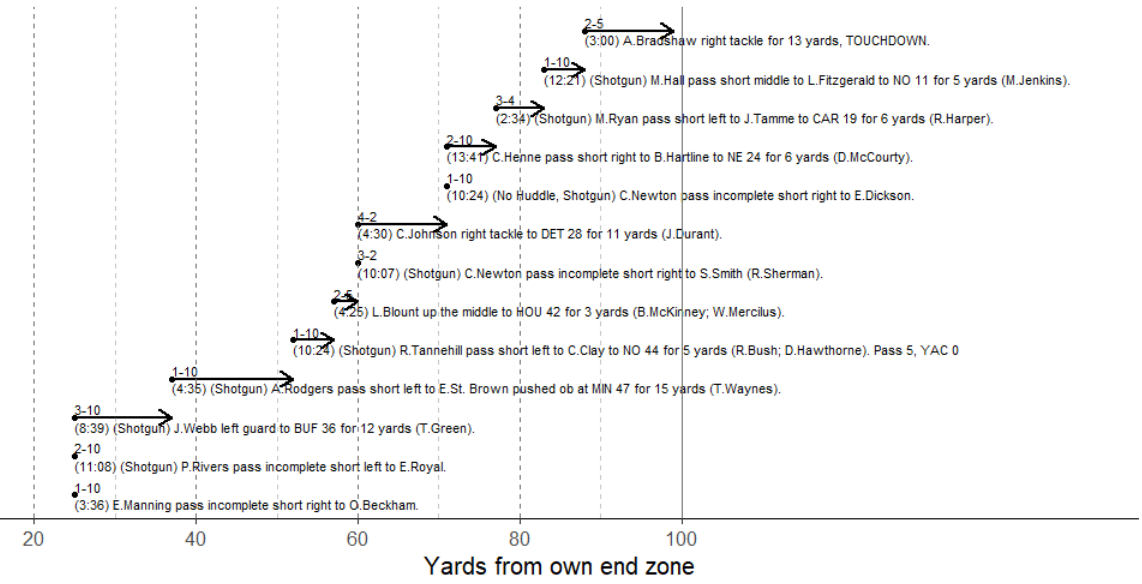 2-5
(3:00) A.Bradshaw right tackle for 13 yards, TOUCHDOWN.
1-10
(12:21) (Shotgun) M.Hall pass short middle to L.Fitzgerald to NO 11 for 5 yards (M.Jenkins).
3-4
(2:34) (Shotgun) M.Ryan pass short left to J.Tamme to CAR 19 for 6 yards (R.Harper).
2-10
(13:41) C.Henne pass short right to B.Hartline to NE 24 for 6 yards (D.McCourty).
1-10
(10:24) (No Huddle, Shotgun) C.Newton pass incomplete short right to E.Dickson.
4-2
(4:30) C.Johnson right tackle to DET 28 for 11 yards (J.Durant).
3-2
(10:07) (Shotgun) C.Newton pass incomplete short right to S.Smith (R.Sherman).
2-5
(4:25) L.Blount up the middle to HOU 42 for 3 yards (B.McKinney; W.Mercilus).
1-10
(10:24) (Shotgun) R.Tannehill pass short left to C.Clay to NO 44 for 5 yards (R.Bush; D.Hawthorne). Pass 5, YAC 0
1-10
(4:35) (Shotgun) A.Rodgers pass short left to E.St. Brown pushed ob at MIN 47 for 15 yards (T.Waynes).
3-10
(8:39) (Shotgun) J.Webb left guard to BUF 36 for 12 yards (T.Green).
2-10
(11:08) (Shotgun) P.Rivers pass incomplete short left to E.Royal.
1-10
(3:36) E.Manning pass incomplete short right to O.Beckham.
20 40 60 80 100
Yards from own end zone